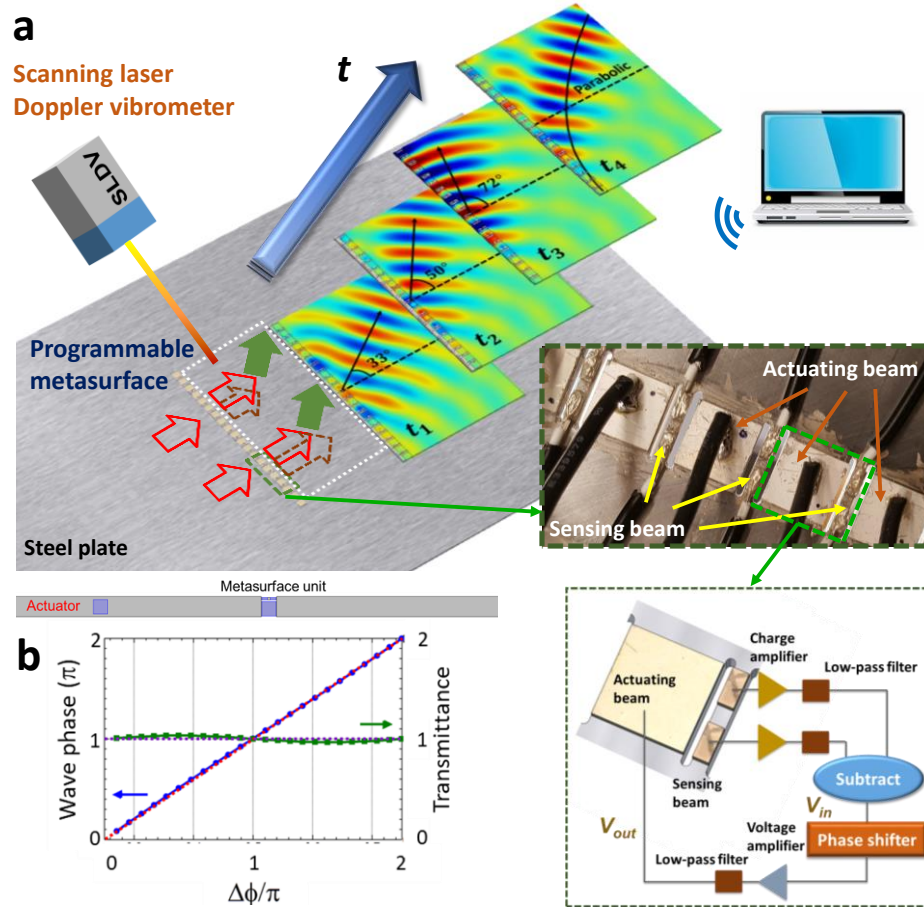 a
Scanning laser
Doppler vibrometer
t
SLDV
Parabolic
t4
72°
t3
50°
t2
33°
t1
Programmable
metasurface
Steel plate
Actuating beam
Sensing beam
Metasurface unit
Actuator
b
Wave phase (π)
2
1
0
2
1
0
Transmittance
0
1
2
Δϕ/π
Actuating
beam
Charge
amplifier
Low-pass filter
Sensing
beam
Subtract
Vin
Phase shifter
Voltage
amplifier
Low-pass filter
Vout